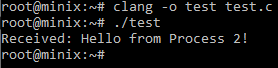 root@minix:~# clang -o test test.c
root@minix:~# ./test
Received: Hello from Process 2!
root@minix:~#